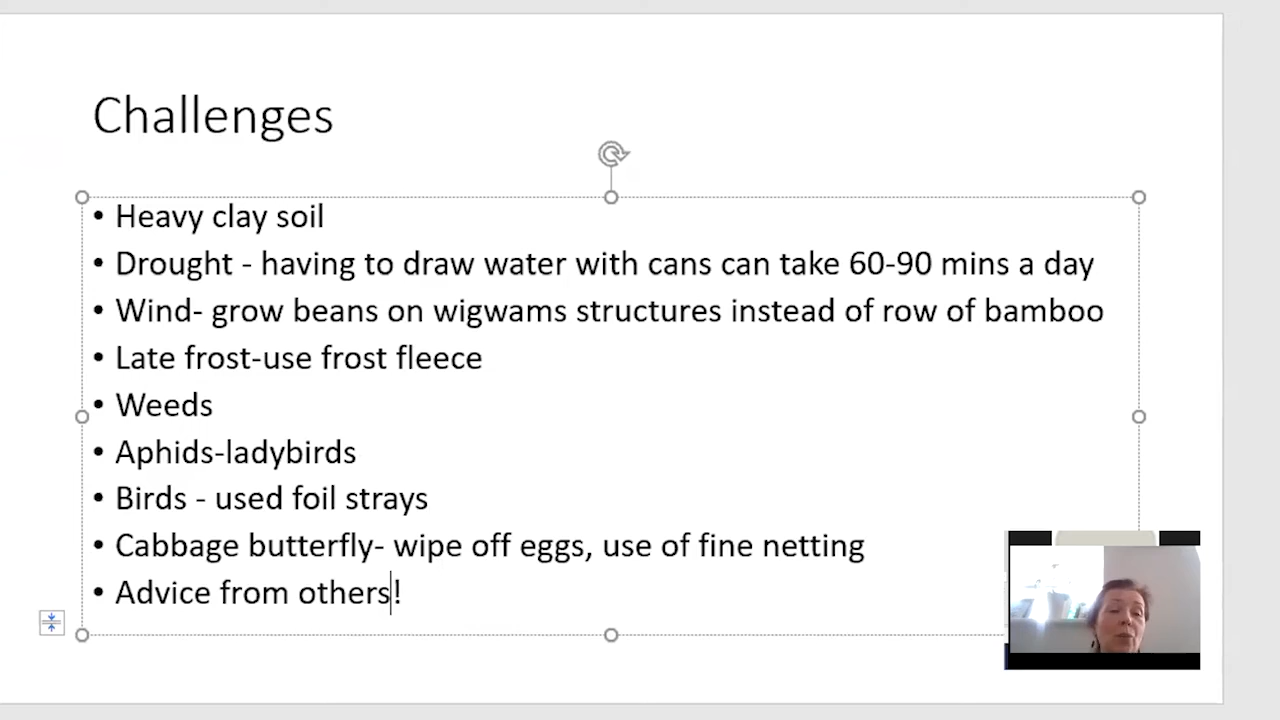 Challenges
• Heavy clay soil
• Drought - having to draw water with cans can take 60-90 mins a day
• Wind- grow beans on wigwams structures instead of row of bamboo
• Late frost-use frost fleece
• Weeds
• Aphids-ladybirds
• Birds - used foil strays
• Cabbage butterfly- wipe off eggs, use of fine netting
• Advice from others!